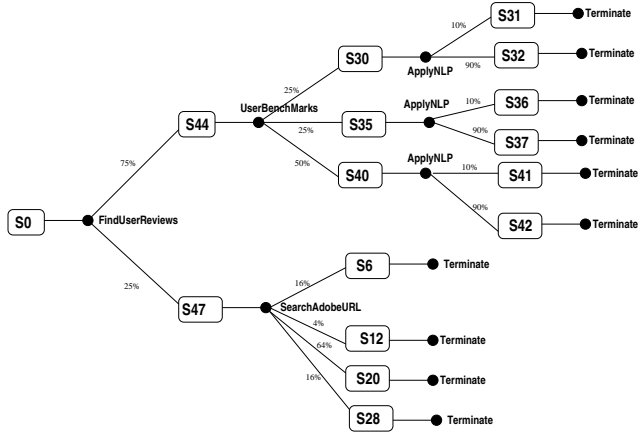 S31
Terminate
10%
S30
S32
Terminate
90%
ApplyNLP
25%
UserBenchMarks
S44
ApplyNLP
10%
S36
Terminate
25%
S35
90%
S37
Terminate
75%
50%
ApplyNLP
S40
10%
S41
Terminate
90%
S42
Terminate
S0
FindUserReviews
25%
S6
Terminate
16%
S47
SearchAdobeURL
4%
S12
Terminate
64%
S20
Terminate
16%
S28
Terminate